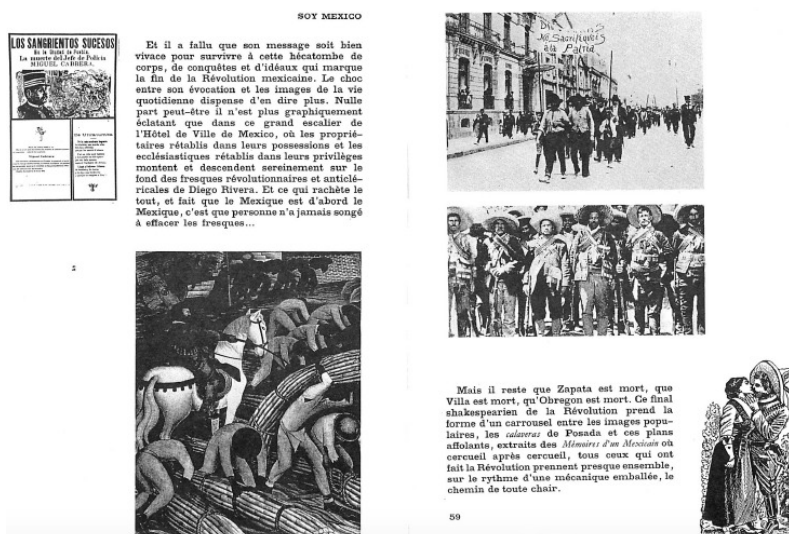 SOY MEXICO
LOS SANGRIENTOS SUCESOS
En la Ciudad de Puebla.
La muerte del Jefe de Policía
MIGUEL CABRERA.
Et il a fallu que son message soit bien
vivace pour survivre à cette hécatombe de
corps, de conquêtes et d'idéaux qui marque
la fin de la Révolution mexicaine. Le choc
entre son évocation et les images de la vie
quotidienne dispense d'en dire plus. Nulle
part peut-être il n'est plus graphiquement
éclatant que dans ce grand escalier de
l'Hôtel de Ville de Mexico, où les proprié-
taires rétablis dans leurs possessions et les
ecclésiastiques rétablis dans leurs privilèges
montent et descendent sereinement sur le
fond des fresques révolutionnaires et anticlé-
ricales de Diego Rivera. Et ce qui rachète le
tout, et fait que le Mexique est d'abord le
Mexique, c'est que personne n'a jamais songé
à effacer les fresques...
Mais il reste que Zapata est mort, que
Villa est mort, qu'Obregon est mort. Ce final
shakespearien de la Révolution prend la
forme d'un carrousel entre les images popu-
laires, les calaveras de Posada et ces plans
affolants, extraits des Mémoires d'un Mexicain où
cercueil après cercueil, tous ceux qui ont
fait la Révolution prennent presque ensemble,
sur le rythme d'une mécanique emballée, le
chemin de toute chair.
59